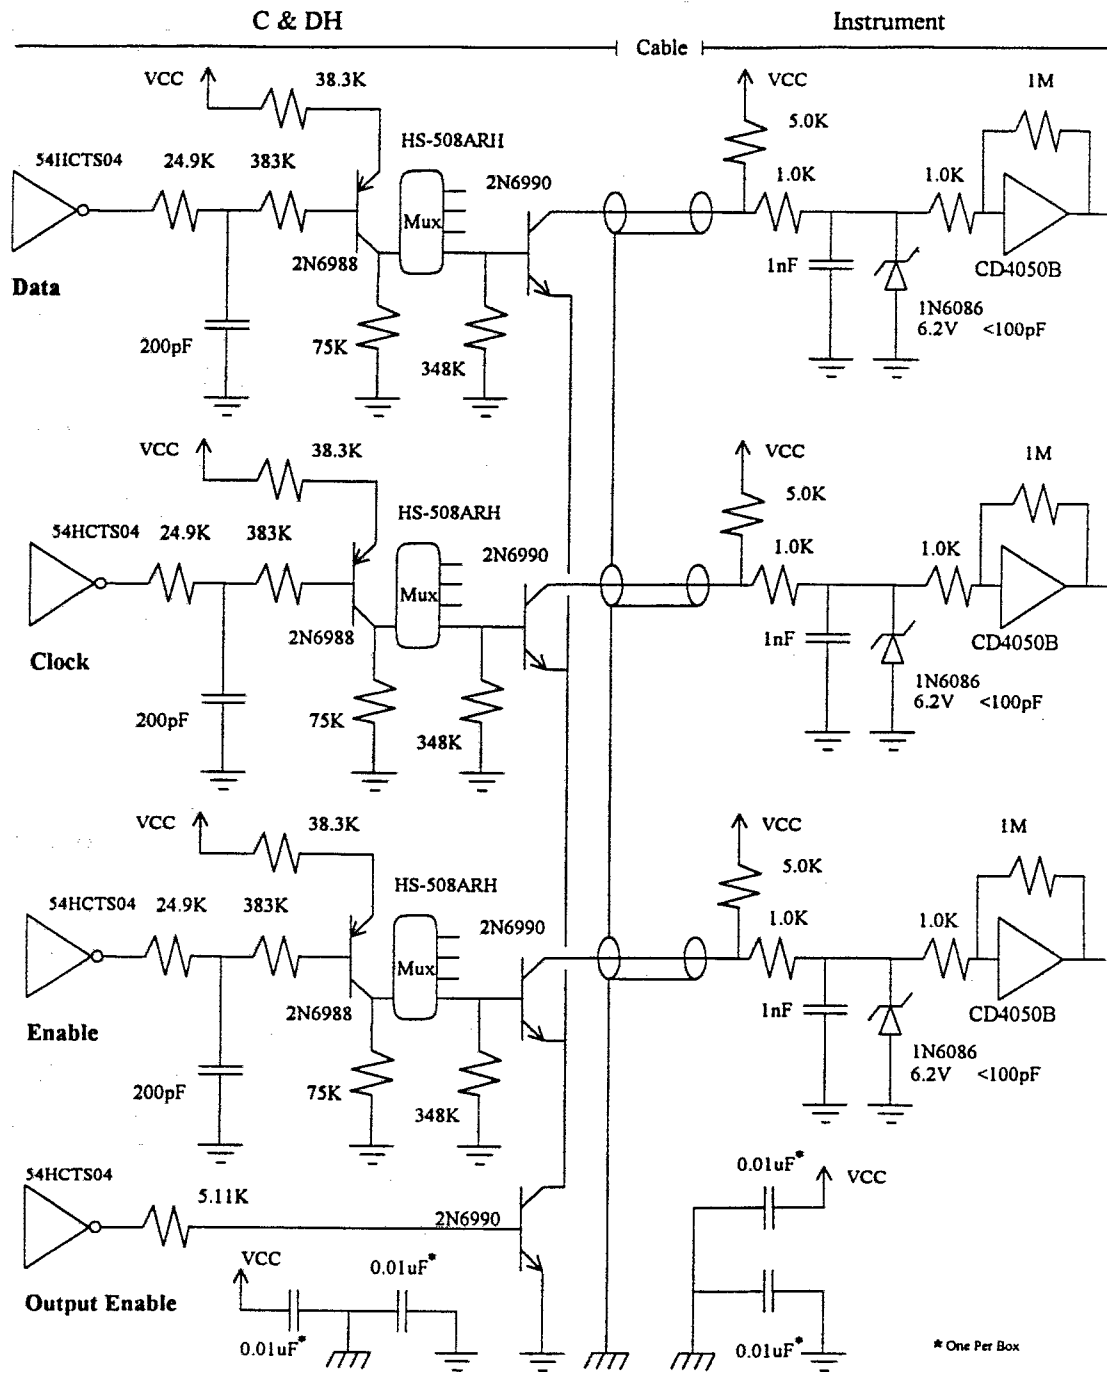 C & DH
Instrument
Cable
VCC
38.3K
VCC
1M
5.0K
HS-508ARH
54HCTS04
24.9K
383K
2N6990
1.0K
1.0K
Mux
2N6988
1nF
CD4050B
Data
1N6086
6.2V <100pF
200pF
75K
348K
VCC
38.3K
VCC
1M
5.0K
HS-508ARH
54HCTS04
24.9K
383K
2N6990
1.0K
1.0K
Mux
2N6988
1nF
CD4050B
Clock
1N6086
6.2V <100pF
200pF
75K
348K
VCC
38.3K
VCC
1M
5.0K
HS-508ARH
54HCTS04
24.9K
383K
2N6990
1.0K
1.0K
Mux
2N6988
1nF
CD4050B
Enable
1N6086
6.2V <100pF
200pF
75K
348K
54HCTS04
0.01uF*
VCC
5.11K
2N6990
VCC
0.01uF*
Output Enable
0.01uF*
0.01uF*
* One Per Box